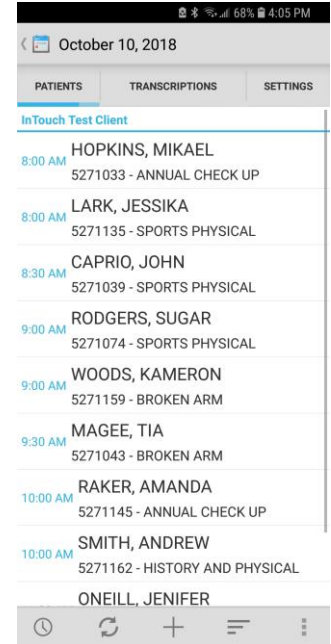 68% 4:05 PM
October 10, 2018
PATIENTS TRANSCRIPTIONS SETTINGS
InTouch Test Client
8:00 AM HOPKINS, MIKAEL
5271033 - ANNUAL CHECK UP
8:00 AM LARK, JESSIKA
5271135 - SPORTS PHYSICAL
8:30 AM CAPRIO, JOHN
5271039 - SPORTS PHYSICAL
9:00 AM RODGERS, SUGAR
5271074 - SPORTS PHYSICAL
9:00 AM WOODS, KAMERON
5271159 - BROKEN ARM
9:30 AM MAGEE, TIA
5271043 - BROKEN ARM
10:00 AM RAKER, AMANDA
5271145 - ANNUAL CHECK UP
10:00 AM SMITH, ANDREW
5271162 - HISTORY AND PHYSICAL
ONEILL, JENIFER